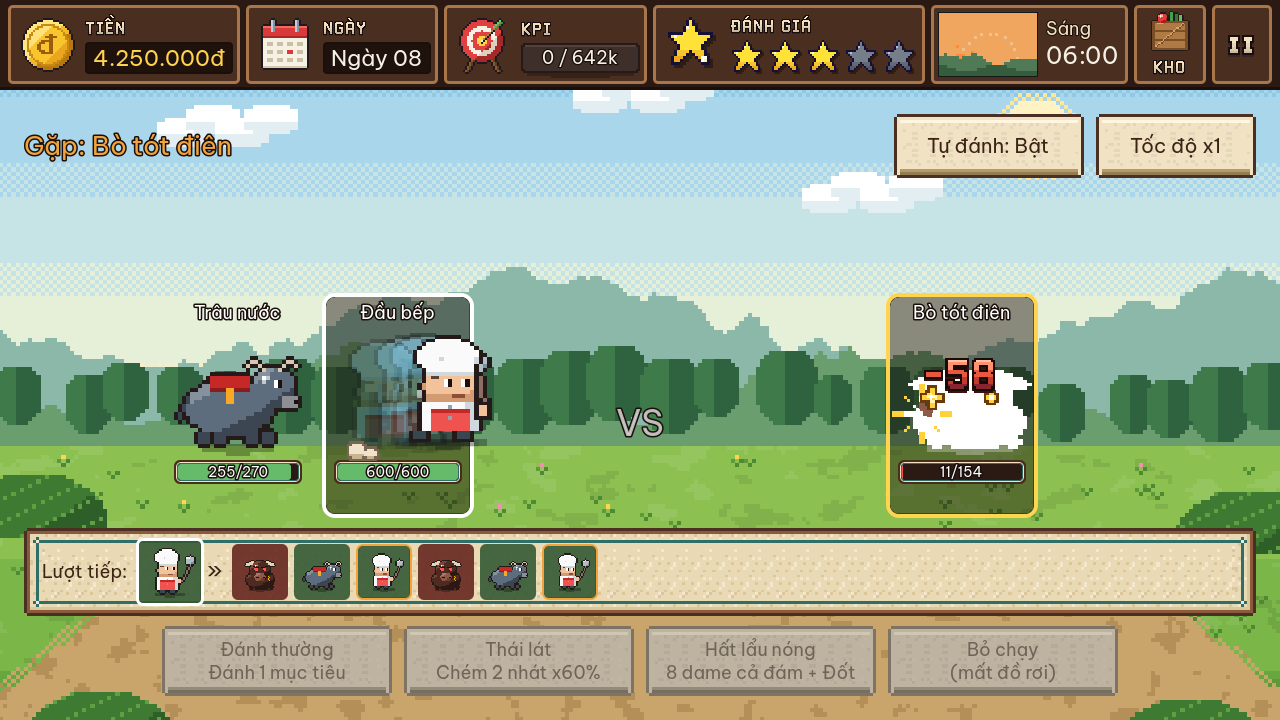 TIỀN
4.250.000đ
NGÀY
Ngày 08
KPI
0 / 642k
ĐÁNH GIÁ
Sáng
06:00
KHO
Gặp: Bò tót điên
Tự đánh: Bật
Tốc độ x1
Trâu nước
Đầu bếp
Bò tót điên
-58
VS
255/270
600/600
11/154
Lượt tiếp:
»
Đánh thường
Đánh 1 mục tiêu
Thái lát
Chém 2 nhát x60%
Hất lẩu nóng
8 dame cả đám + Đốt
Bỏ chạy
(mất đồ rơi)